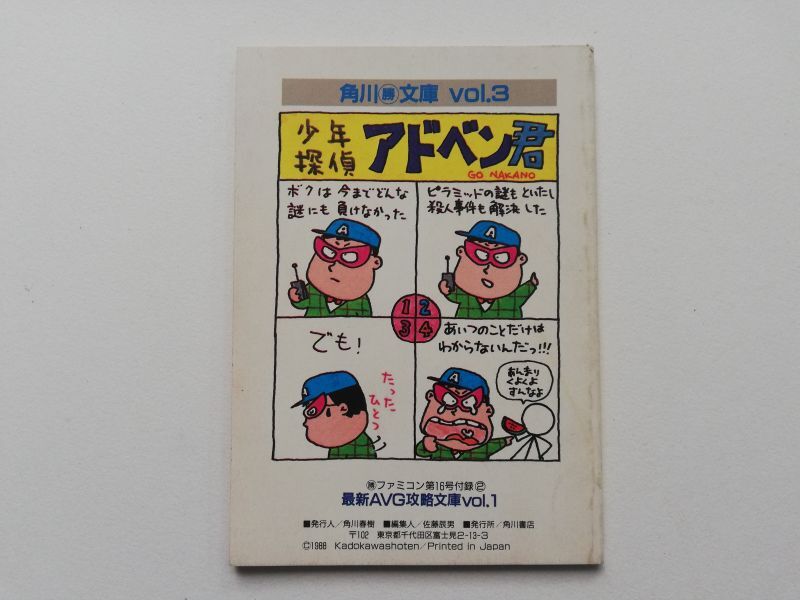 角川㊝文庫 vol.3
少年
探偵
アドベン君
GO NAKANO
ボクは今までどんな
謎にも負けなかった
A
ピラミッドの謎もといたし
殺人事件も解決した
A
1 2
3 4
でも!
たった
ひとつ
A
あいつのことだけは
わからないんだっ!!!
A
あんまり
くよくよ
すんなよ
㊝ファミコン第16号付録②
最新AVG攻略文庫vol.1
■発行人/角川春樹 ■編集人/佐藤辰男 ■発行所/角川書店
〒102 東京都千代田区富士見2-13-3
©1988 Kadokawashoten/Printed in Japan